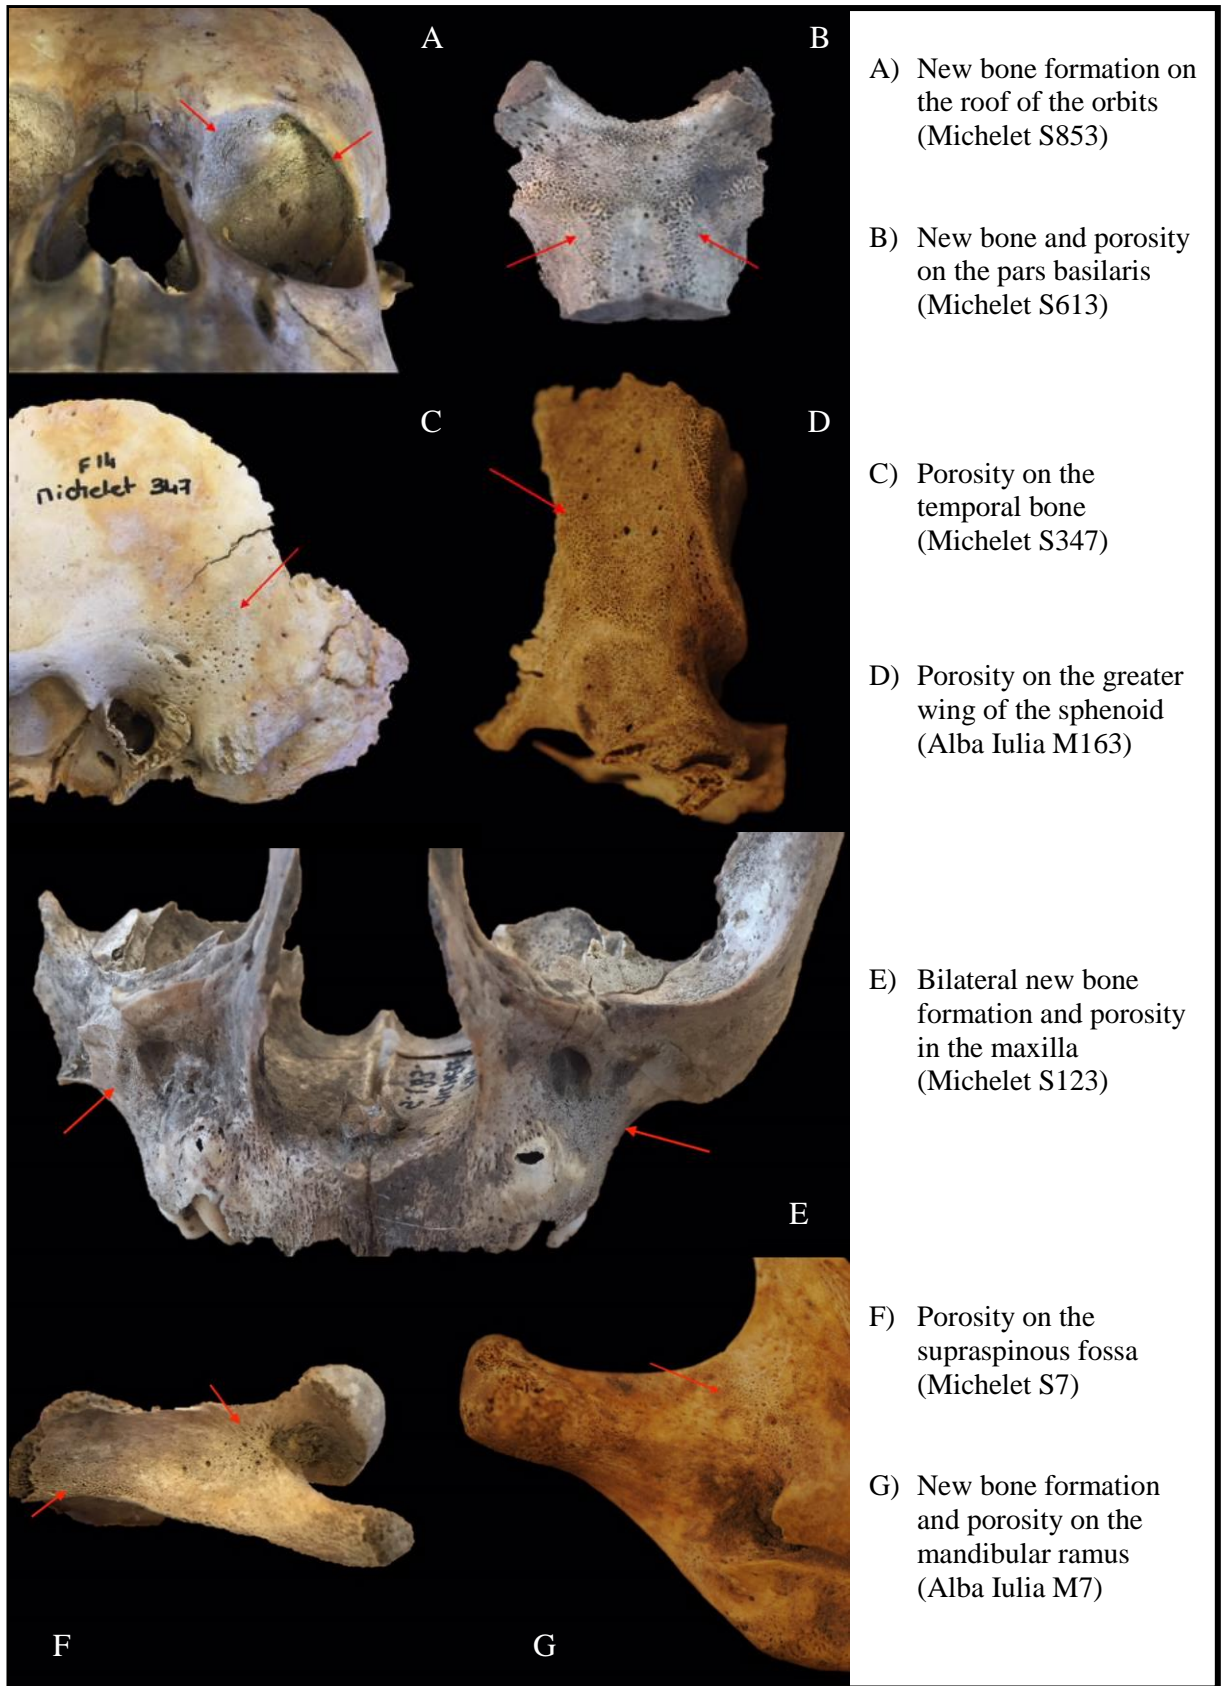 A
B
A) New bone formation on
the roof of the orbits
(Michelet S853)
B) New bone and porosity
on the pars basilaris
(Michelet S613)
C
D
F14
Michelet 347
C) Porosity on the
temporal bone
(Michelet S347)
D) Porosity on the greater
wing of the sphenoid
(Alba Iulia M163)
E
E) Bilateral new bone
formation and porosity
in the maxilla
(Michelet S123)
F
G
F) Porosity on the
supraspinous fossa
(Michelet S7)
G) New bone formation
and porosity on the
mandibular ramus
(Alba Iulia M7)